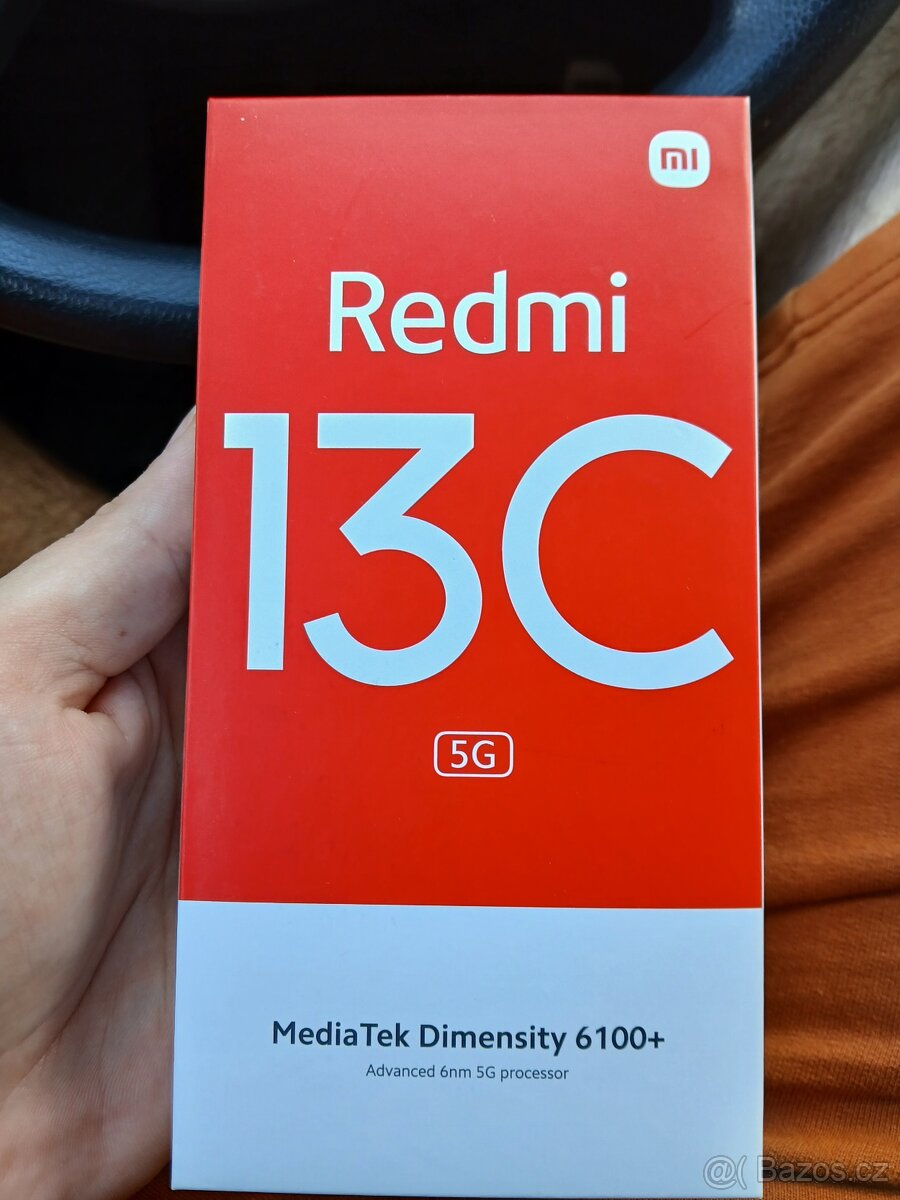 mi
Redmi
13C
5G
MediaTek Dimensity 6100+
Advanced 6nm 5G processor
@( Bazos.cz